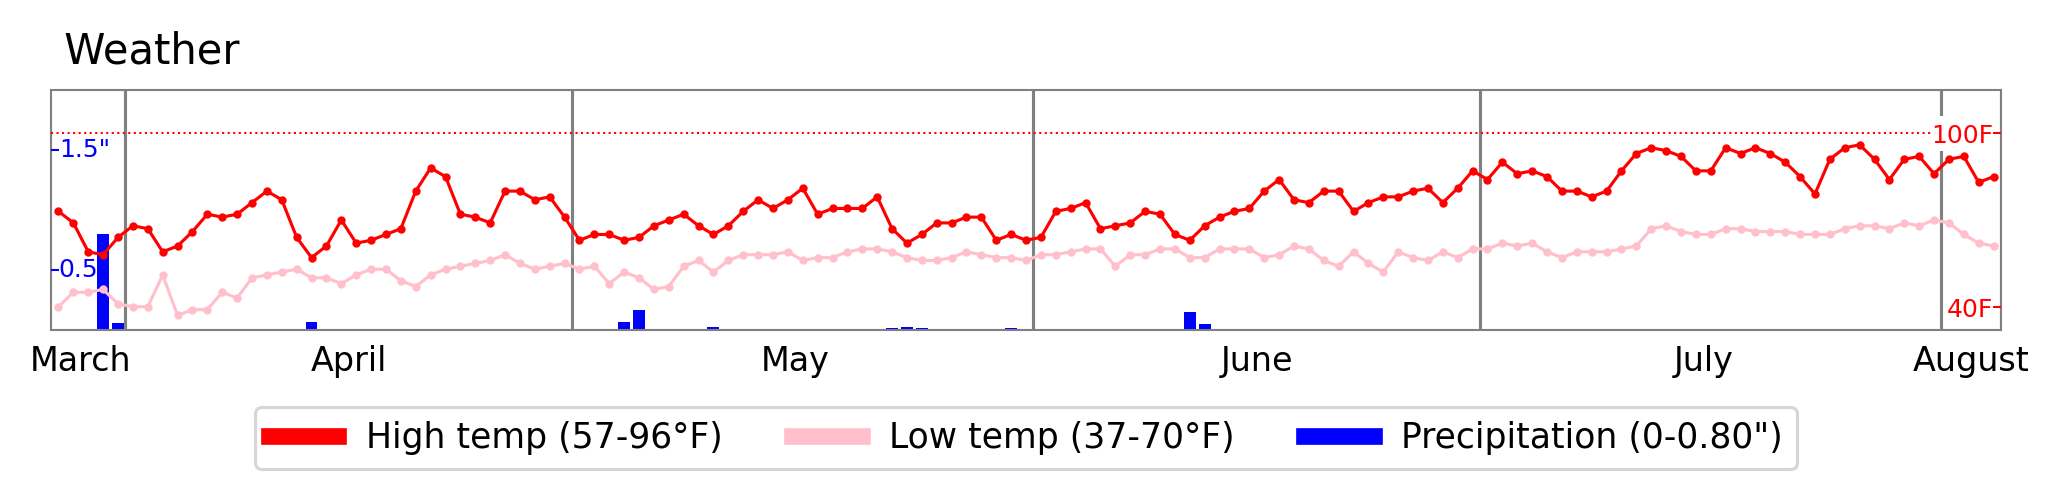 Weather
1.5"
100F
0.5
40F
March April May June July August
High temp (57-96°F) Low temp (37-70°F) Precipitation (0-0.80")